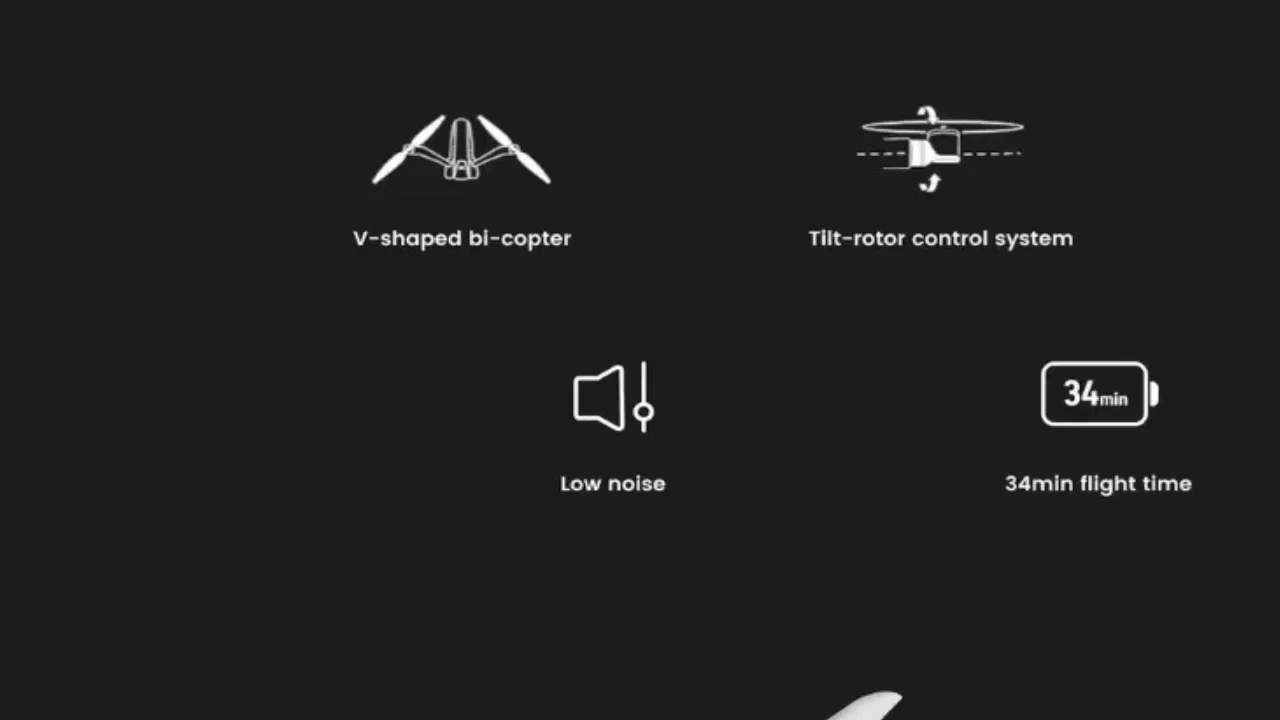 V-shaped bi-copter
Tilt-rotor control system
34min
Low noise
34min flight time